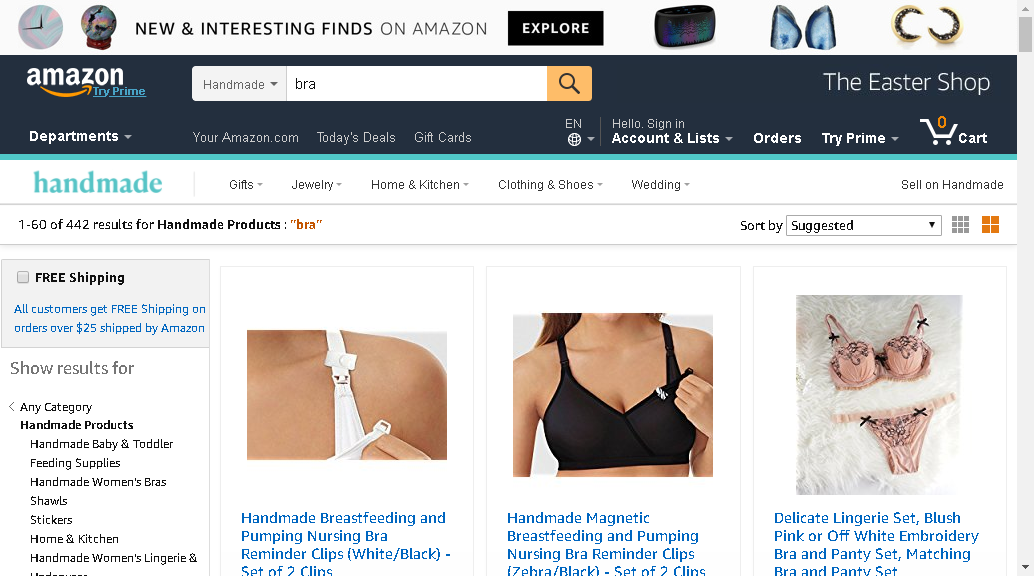 NEW & INTERESTING FINDS ON AMAZON EXPLORE
amazon
Try Prime
Handmade bra
The Easter Shop
Departments
Your Amazon.com Today's Deals Gift Cards
EN
Hello. Sign in
Account & Lists
Orders
Try Prime
0
Cart
handmade
Gifts Jewelry Home & Kitchen Clothing & Shoes Wedding Sell on Handmade
1-60 of 442 results for Handmade Products : "bra"
Sort by Suggested
FREE Shipping
All customers get FREE Shipping on
orders over $25 shipped by Amazon
Show results for
Any Category
Handmade Products
Handmade Baby & Toddler
Feeding Supplies
Handmade Women's Bras
Shawls
Stickers
Home & Kitchen
Handmade Women's Lingerie &
Handmade Breastfeeding and
Pumping Nursing Bra
Reminder Clips (White/Black) -
Set of 2 Clips
Handmade Magnetic
Breastfeeding and Pumping
Nursing Bra Reminder Clips
(Zebra/Black) - Set of 2 Clips
Delicate Lingerie Set, Blush
Pink or Off White Embroidery
Bra and Panty Set, Matching
Bra and Panty Set